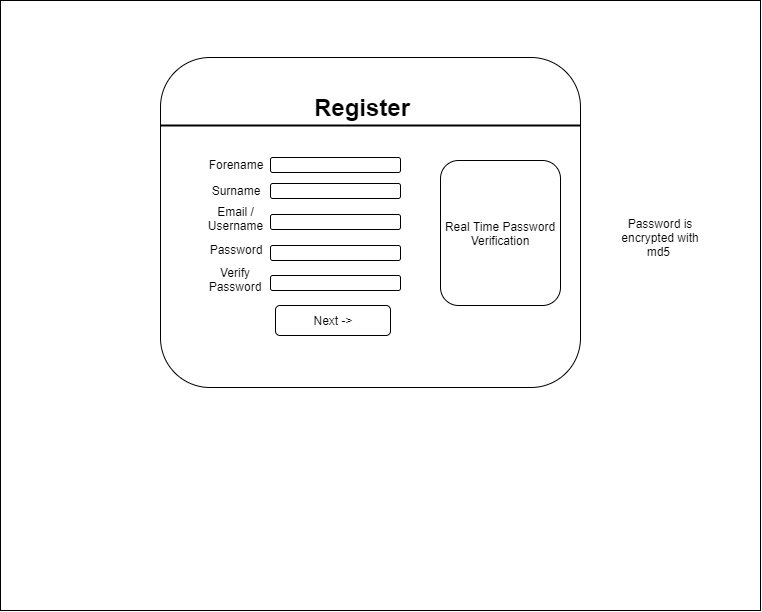 Register
Forename
Surname
Email /
Username
Password
Verify
Password
Next ->
Real Time Password
Verification
Password is
encrypted with
md5